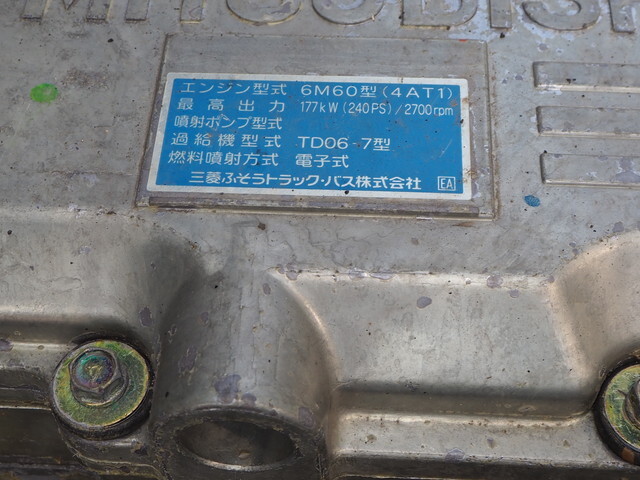 MITSUBISHI
エンジン型式 6M60型(4AT1)
最高出力 177kW(240PS)/2700rpm
噴射ポンプ型式
過給機型式 TD06-7型
燃料噴射方式 電子式
三菱ふそうトラック・バス株式会社 EA